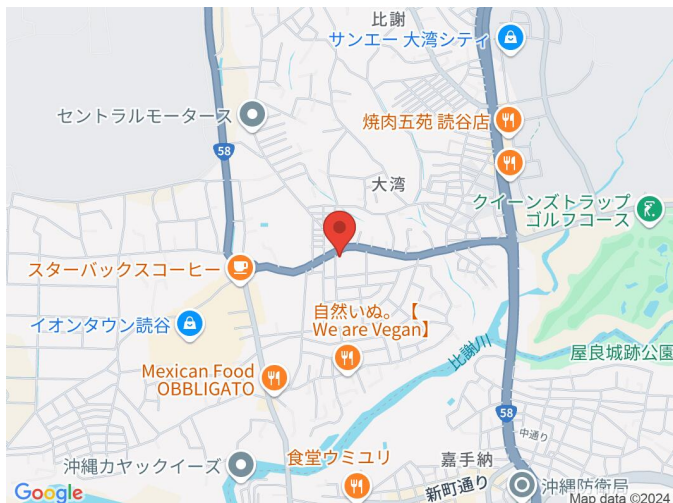 比謝
サンエー 大湾シティ
セントラルモータース
焼肉五苑 読谷店
58
大湾
クイーンズトラップ
ゴルフコース
スターバックスコーヒー
イオンタウン読谷
自然いぬ。【
We are Vegan】
比謝川
屋良城跡公園
Mexican Food
OBBLIGATO
58
中通り
嘉手納
沖縄カヤックイーズ
食堂ウミユリ
新町通り
沖縄防衛局
Google
Map data ©2024